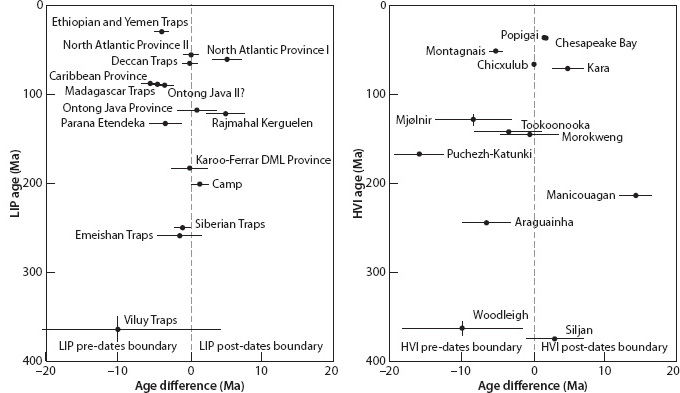 0
Ethiopian and Yemen Traps
North Atlantic Province II
North Atlantic Province I
Deccan Traps
Caribbean Province
Madagascar Traps
Ontong Java II?
100
Ontong Java Province
Parana Etendeka
Rajmahal Kerguelen
Karoo-Ferrar DML Province
200
Camp
Siberian Traps
Emeishan Traps
300
Viluy Traps
LIP pre-dates boundary
LIP post-dates boundary
400
−20
−10
0
10
20
Age difference (Ma)
LIP age (Ma)
0
Popigai
Chesapeake Bay
Montagnais
Chicxulub
Kara
100
Mjølnir
Tookoonooka
Morokweng
Puchezh-Katunki
200
Manicouagan
Araguainha
300
Woodleigh
Siljan
HVI pre-dates boundary
HVI post-dates boundary
400
−20
−10
0
10
20
Age difference (Ma)
HVI age (Ma)